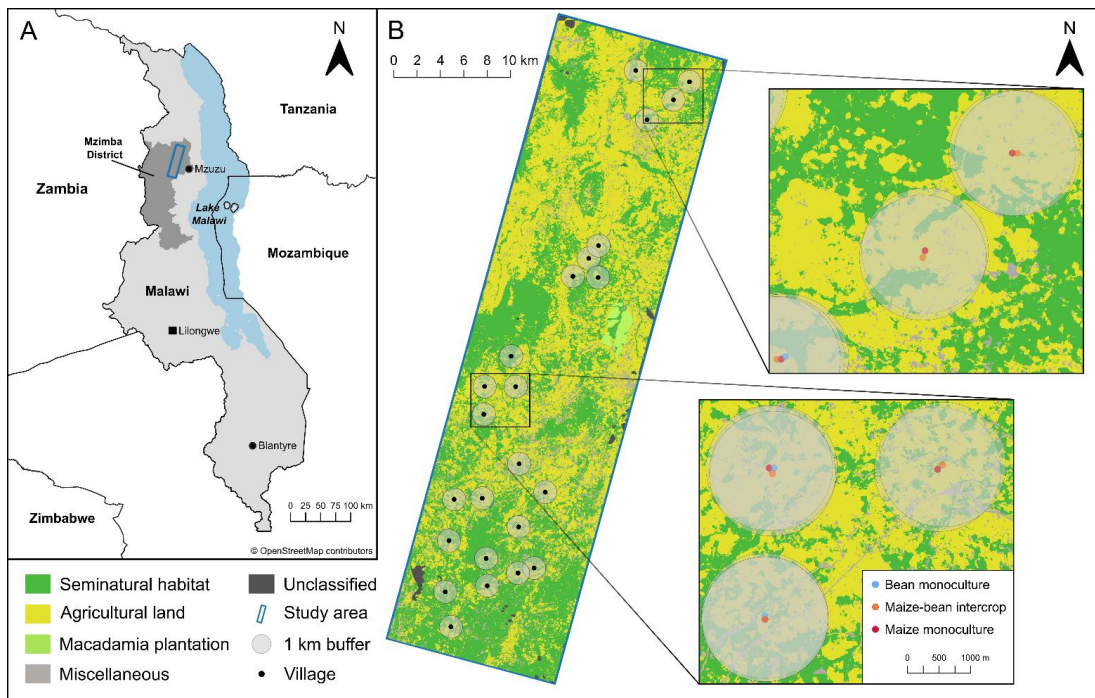 A
N
Tanzania
Mzimba
District
Mzuzu
Zambia
Lake
Malawi
Mozambique
Malawi
Lilongwe
Blantyre
Zimbabwe
0 25 50 75 100 km
© OpenStreetMap contributors
B
0 2 4 6 8 10 km
N
Bean monoculture
Maize-bean intercrop
Maize monoculture
0 500 1000 m
Seminatural habitat
Agricultural land
Macadamia plantation
Miscellaneous
Unclassified
Study area
1 km buffer
Village